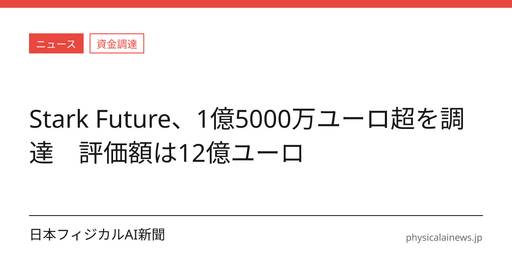 ニュース 資金調達
Stark Future、1億5000万ユーロ超を調
達　評価額は12億ユーロ
日本フィジカルAI新聞 physicalainews.jp